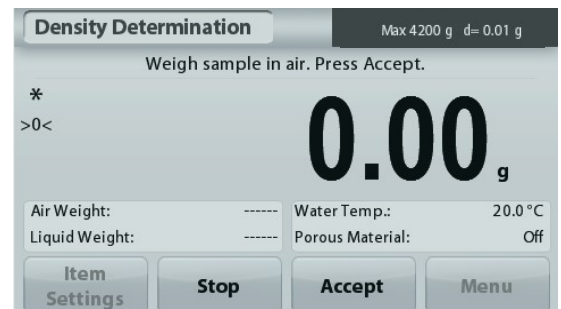 Density Determination
Max 4200 g d= 0.01 g
Weigh sample in air. Press Accept.
*
>0<
0.00 g
Air Weight: ------ Water Temp.: 20.0 °C
Liquid Weight: ------ Porous Material: Off
Item Settings Stop Accept Menu